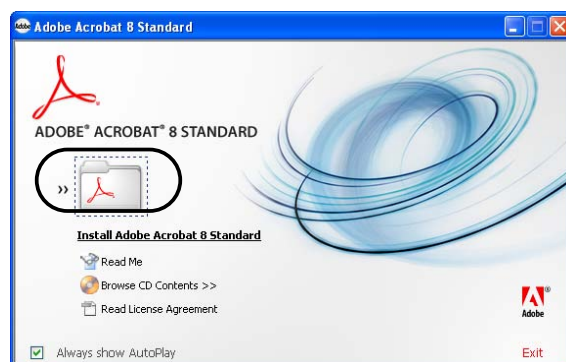 Adobe Acrobat 8 Standard
ADOBE® ACROBAT® 8 STANDARD
››
Install Adobe Acrobat 8 Standard
Read Me
Browse CD Contents >>
Read License Agreement
Adobe
Always show AutoPlay
Exit